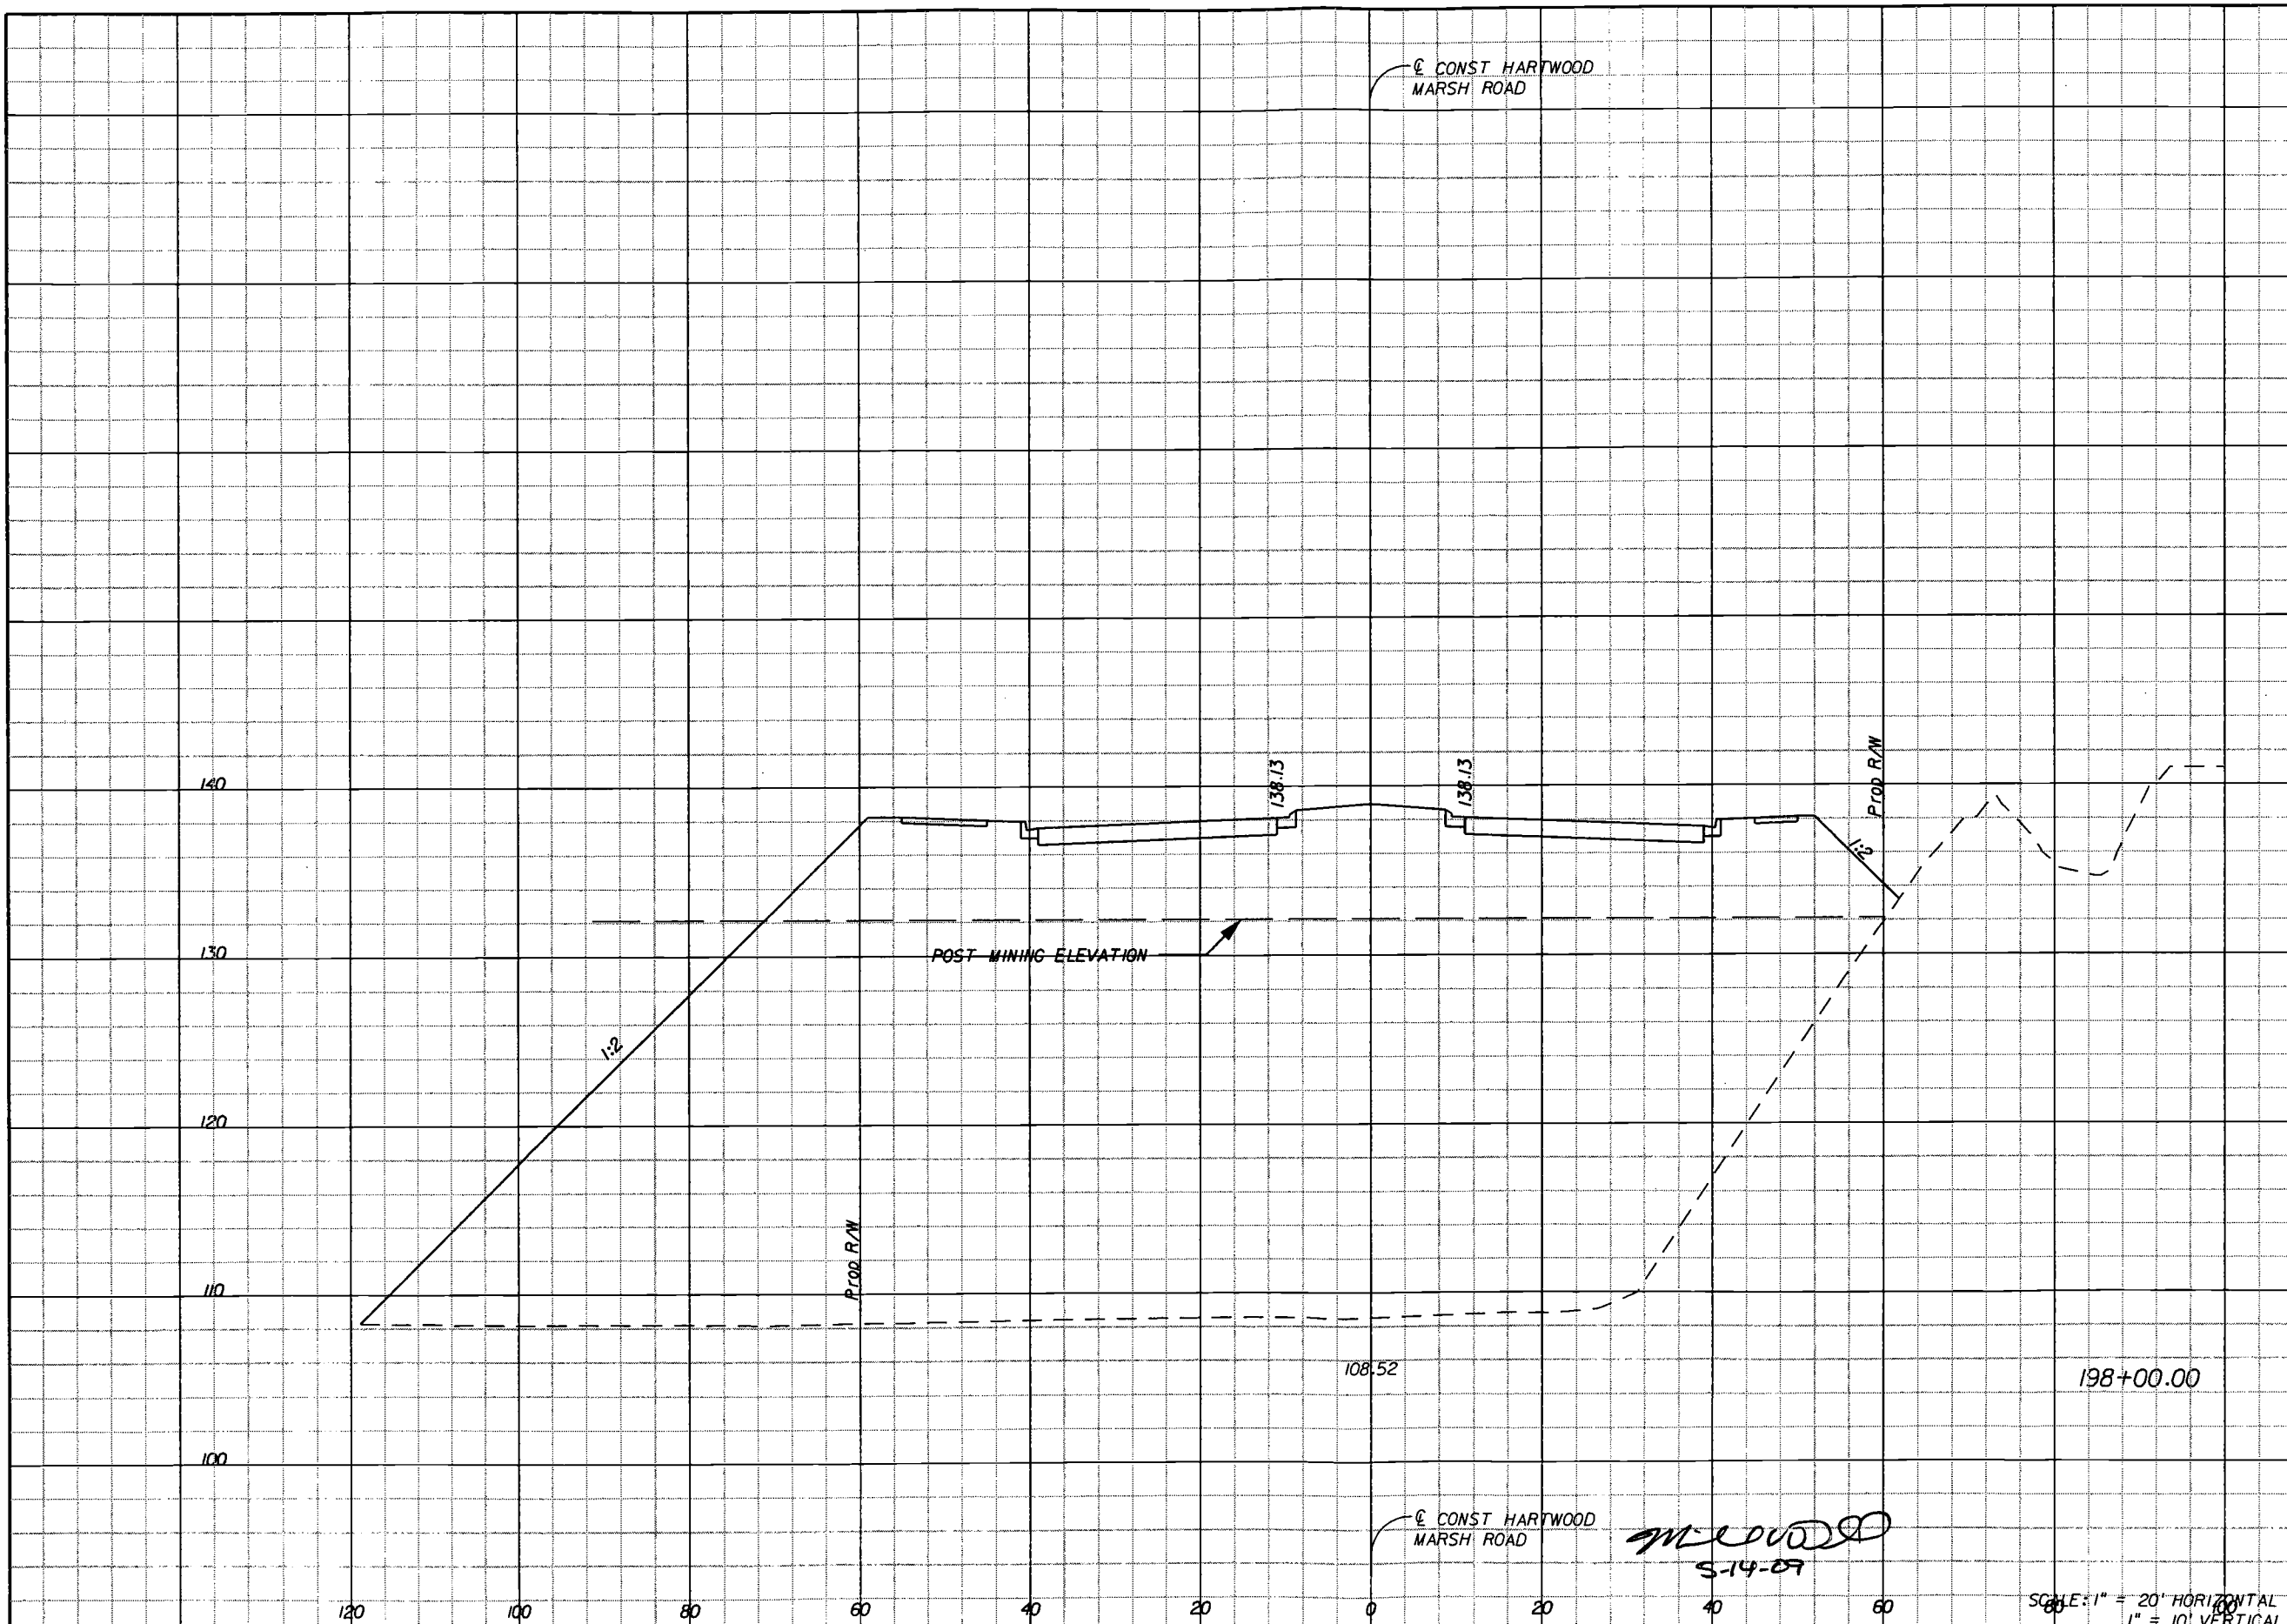 ℄ CONST HARTWOOD
MARSH ROAD
Prop R/W
140
138.13
138.13
1:2
130
POST MINING ELEVATION
1:2
120
Prop R/W
110
108.52
198+00.00
100
℄ CONST HARTWOOD
MARSH ROAD
5-14-09
SCALE: 1" = 20' HORIZONTAL
1" = 10' VERTICAL
120 100 80 60 40 20 0 20 40 60 80 100